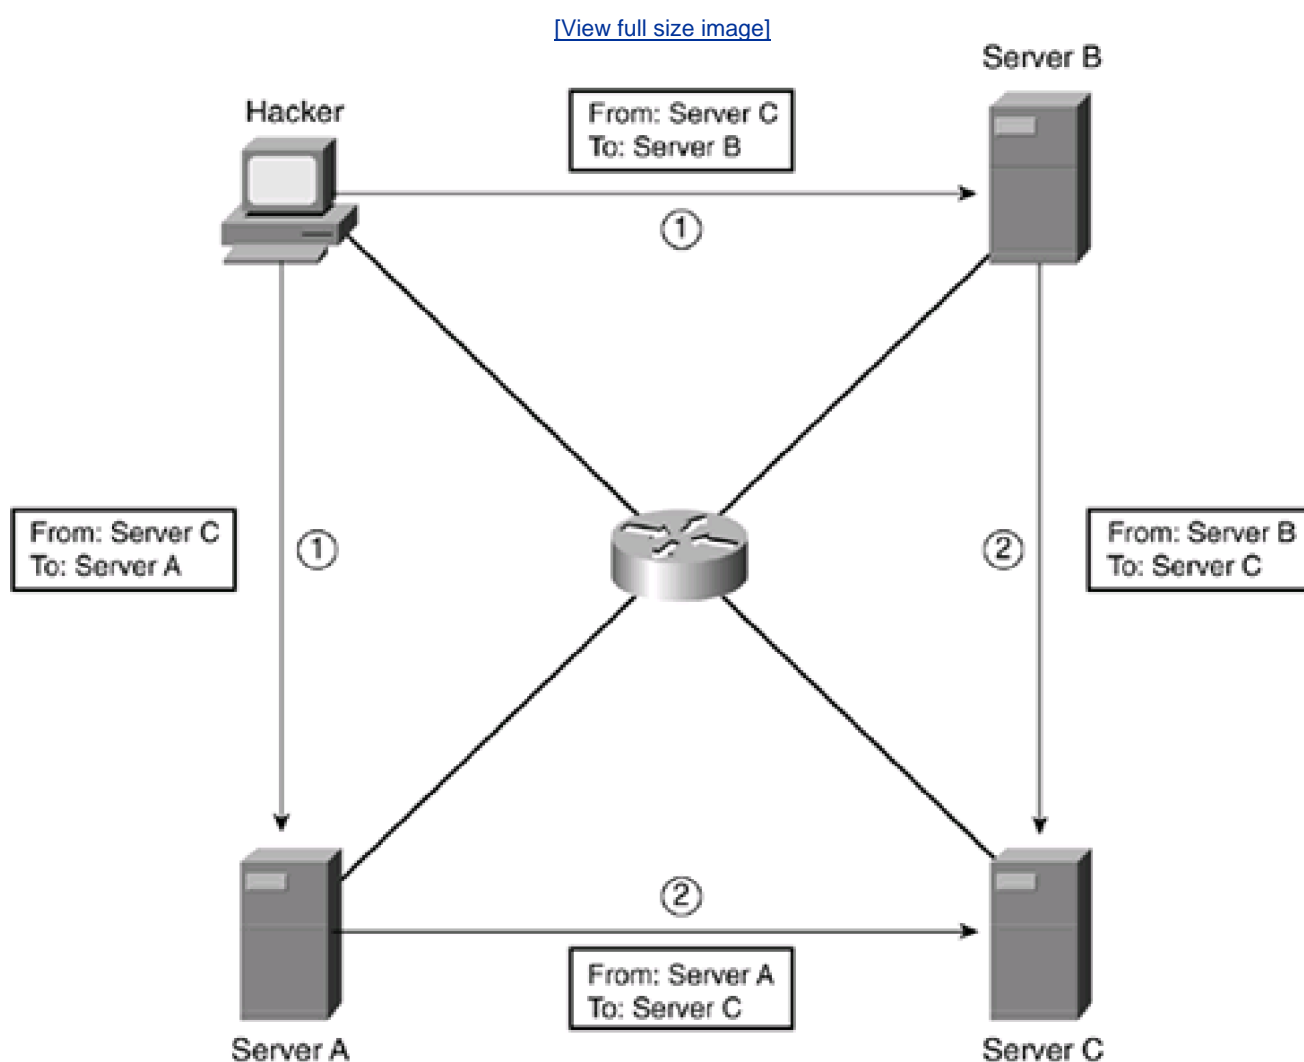 [View full size image]
Server B
Hacker
From: Server C
To: Server B
1
From: Server C
To: Server A
1
2
From: Server B
To: Server C
2
From: Server A
To: Server C
Server A
Server C